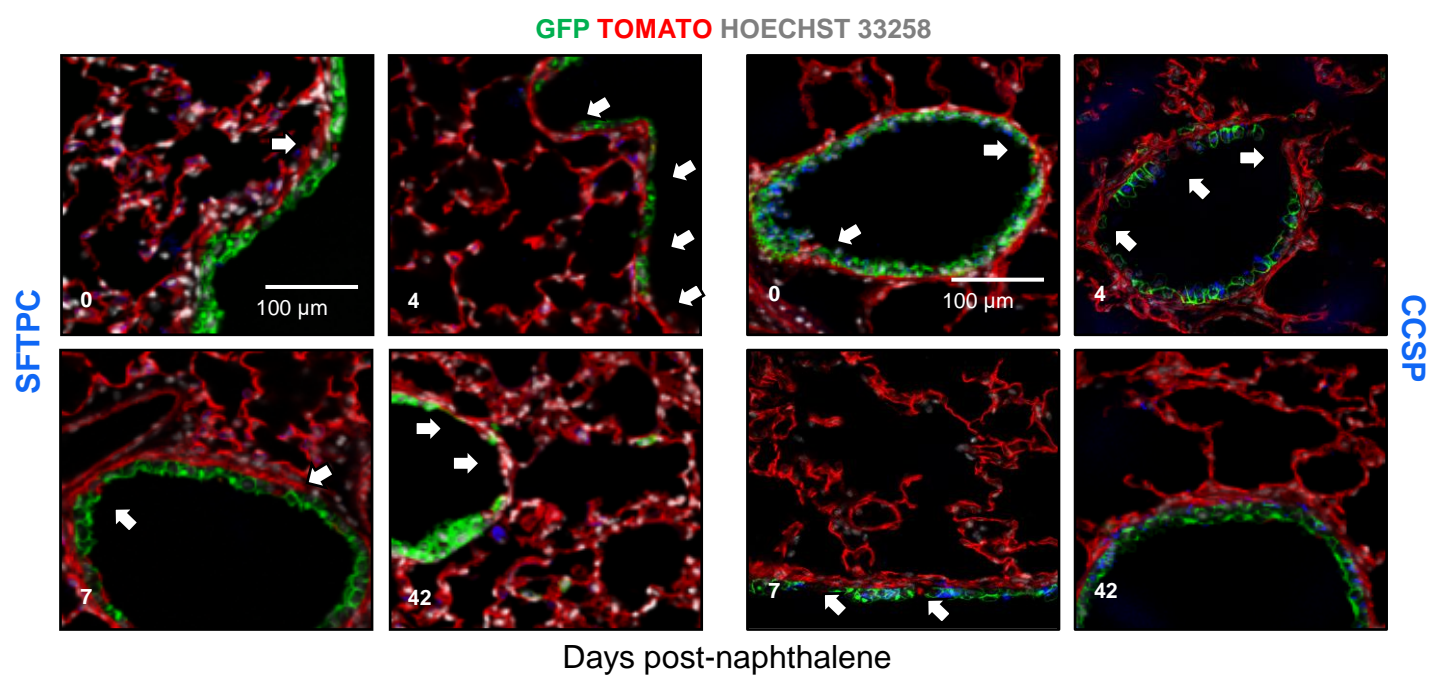 GFP TOMATO HOECHST 33258
SFTPC
0
100 µm
4
0
100 µm
4
CCSP
7
42
7
42
Days post-naphthalene